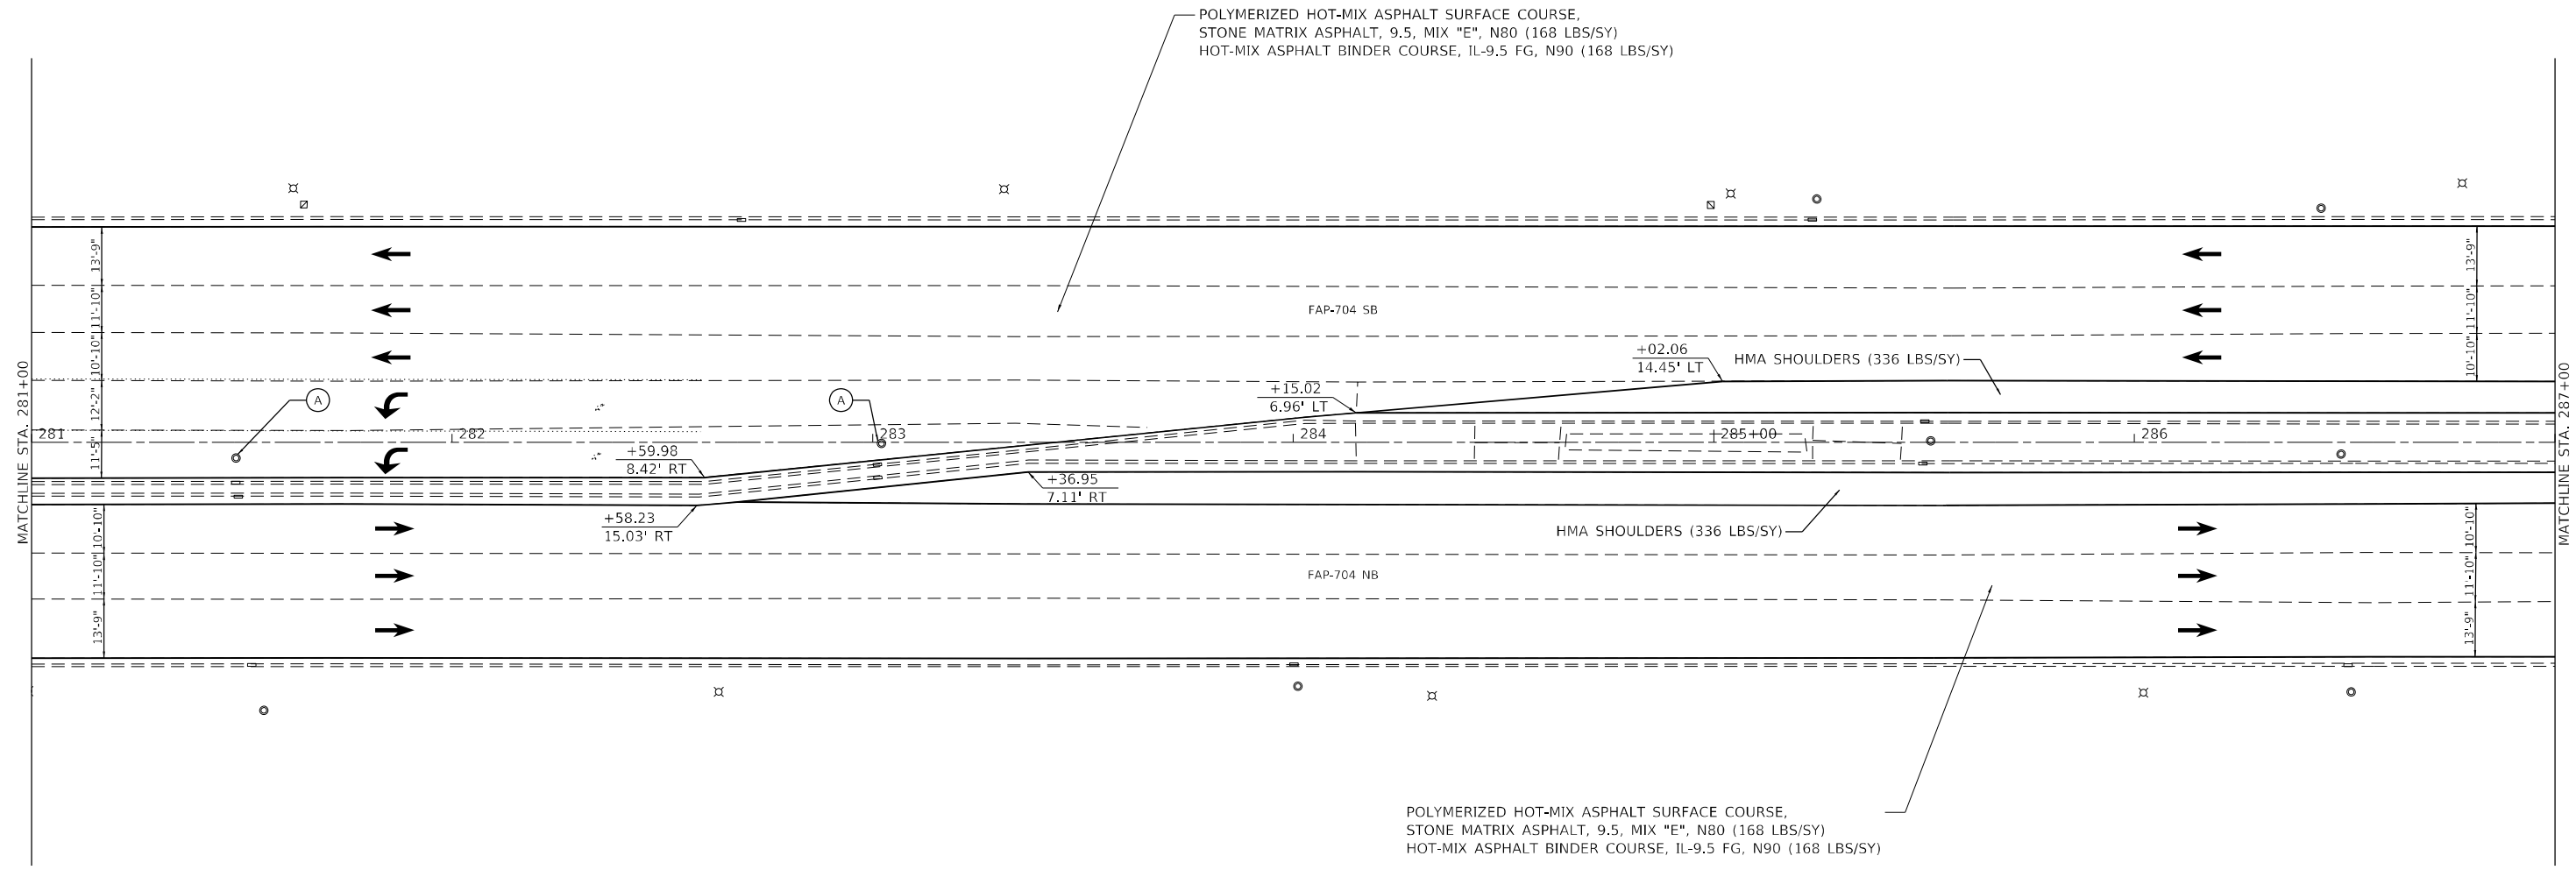 POLYMERIZED HOT-MIX ASPHALT SURFACE COURSE,
STONE MATRIX ASPHALT, 9.5, MIX "E", N80 (168 LBS/SY)
HOT-MIX ASPHALT BINDER COURSE, IL-9.5 FG, N90 (168 LBS/SY)
MATCHLINE STA. 281+00
13'-9"
11'-10"
10'-10"
12'-2"
11'-5"
10'-10"
11'-10"
13'-9"
FAP-704 SB
+02.06
14.45' LT
HMA SHOULDERS (336 LBS/SY)
+15.02
6.96' LT
A
A
281
282
283
284
285+00
286
+59.98
8.42' RT
+36.95
7.11' RT
+58.23
15.03' RT
HMA SHOULDERS (336 LBS/SY)
FAP-704 NB
13'-9"
11'-10"
10'-10"
10'-10"
11'-10"
13'-9"
MATCHLINE STA. 287+00
POLYMERIZED HOT-MIX ASPHALT SURFACE COURSE,
STONE MATRIX ASPHALT, 9.5, MIX "E", N80 (168 LBS/SY)
HOT-MIX ASPHALT BINDER COURSE, IL-9.5 FG, N90 (168 LBS/SY)